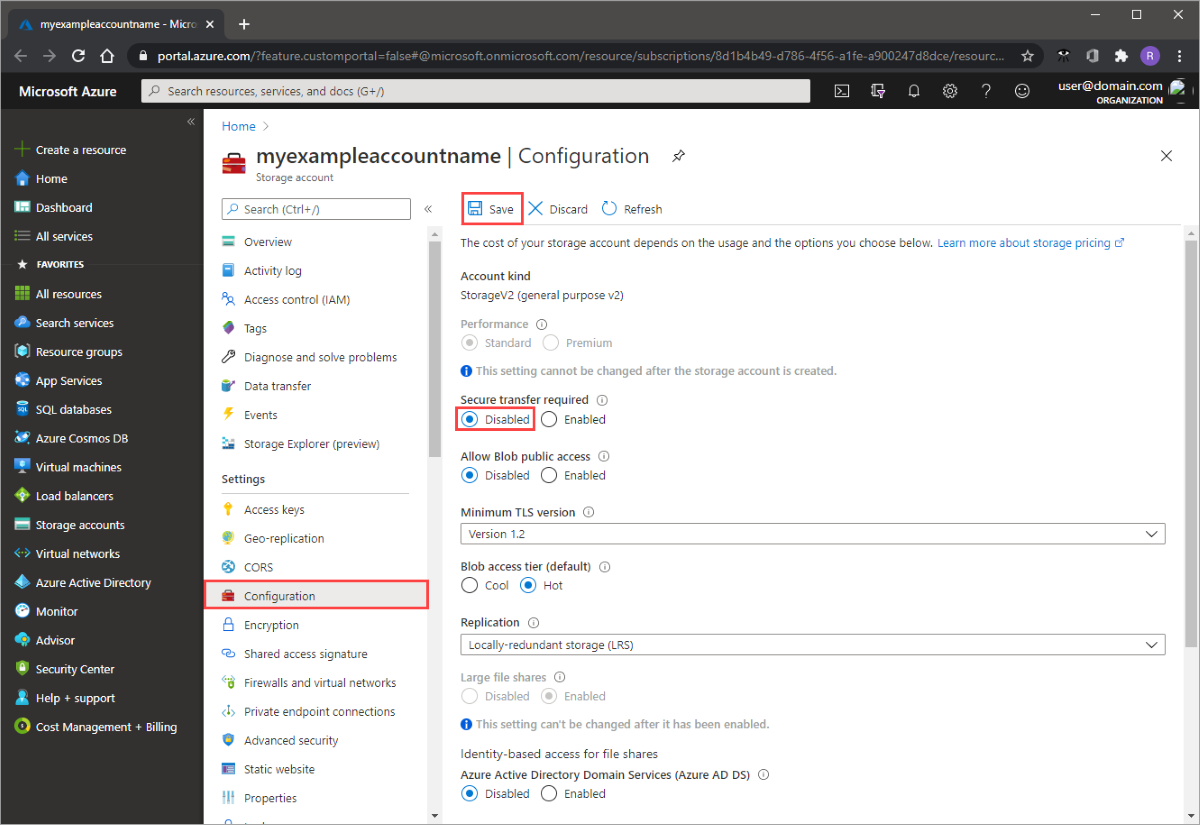 myexampleaccountname - Micro
portal.azure.com/?feature.customportal=false#@microsoft.onmicrosoft.com/resource/subscriptions/8d1b4b49-d786-4f56-a1fe-a900247d8dce/resourc...
R
Microsoft Azure
Search resources, services, and docs (G+/)
user@domain.com
ORGANIZATION
Create a resource
Home
Dashboard
All services
FAVORITES
All resources
Search services
Resource groups
App Services
SQL databases
Azure Cosmos DB
Virtual machines
Load balancers
Storage accounts
Virtual networks
Azure Active Directory
Monitor
Advisor
Security Center
Help + support
Cost Management + Billing
Home
myexampleaccountname | Configuration
Storage account
Search (Ctrl+/)
Overview
Activity log
Access control (IAM)
Tags
Diagnose and solve problems
Data transfer
Events
Storage Explorer (preview)
Settings
Access keys
Geo-replication
CORS
Configuration
Encryption
Shared access signature
Firewalls and virtual networks
Private endpoint connections
Advanced security
Static website
Properties
Save Discard Refresh
The cost of your storage account depends on the usage and the options you choose below. Learn more about storage pricing
Account kind
StorageV2 (general purpose v2)
Performance
Standard Premium
This setting cannot be changed after the storage account is created.
Secure transfer required
Disabled Enabled
Allow Blob public access
Disabled Enabled
Minimum TLS version
Version 1.2
Blob access tier (default)
Cool Hot
Replication
Locally-redundant storage (LRS)
Large file shares
Disabled Enabled
This setting can't be changed after it has been enabled.
Identity-based access for file shares
Azure Active Directory Domain Services (Azure AD DS)
Disabled Enabled